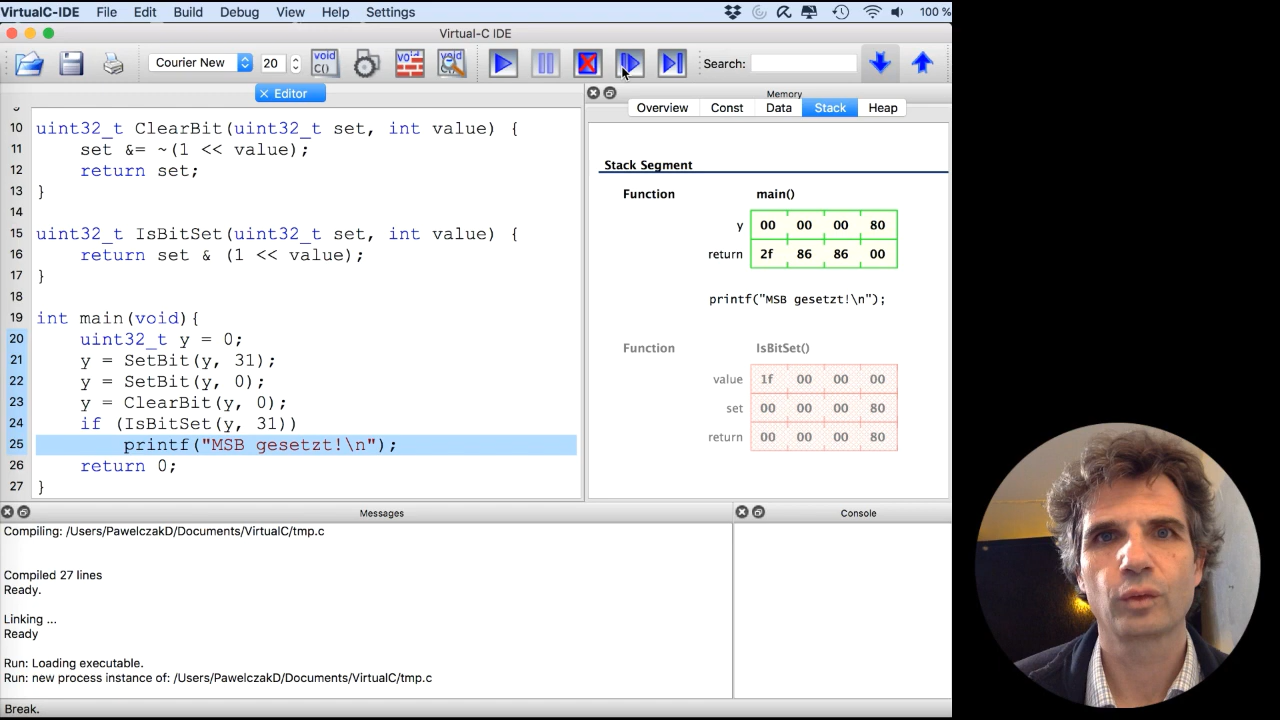 VirtualC-IDE File Edit Build Debug View Help Settings 100 %
Virtual-C IDE
Courier New 20 void C() void void C() Search:
Editor
Memory
Overview Const Data Stack Heap
10 uint32_t ClearBit(uint32_t set, int value) {
11 set &= ~(1 << value);
12 return set;
13 }
14
15 uint32_t IsBitSet(uint32_t set, int value) {
16 return set & (1 << value);
17 }
18
19 int main(void){
20 uint32_t y = 0;
21 y = SetBit(y, 31);
22 y = SetBit(y, 0);
23 y = ClearBit(y, 0);
24 if (IsBitSet(y, 31))
25 printf("MSB gesetzt!\n");
26 return 0;
27 }
Stack Segment
Function main()
y 00 00 00 80
return 2f 86 86 00
printf("MSB gesetzt!\n");
Function IsBitSet()
value 1f 00 00 00
set 00 00 00 80
return 00 00 00 80
Messages
Compiling: /Users/PawelczakD/Documents/VirtualC/tmp.c
Compiled 27 lines
Ready.
Linking ...
Ready
Run: Loading executable.
Run: new process instance of: /Users/PawelczakD/Documents/VirtualC/tmp.c
Console
Break.